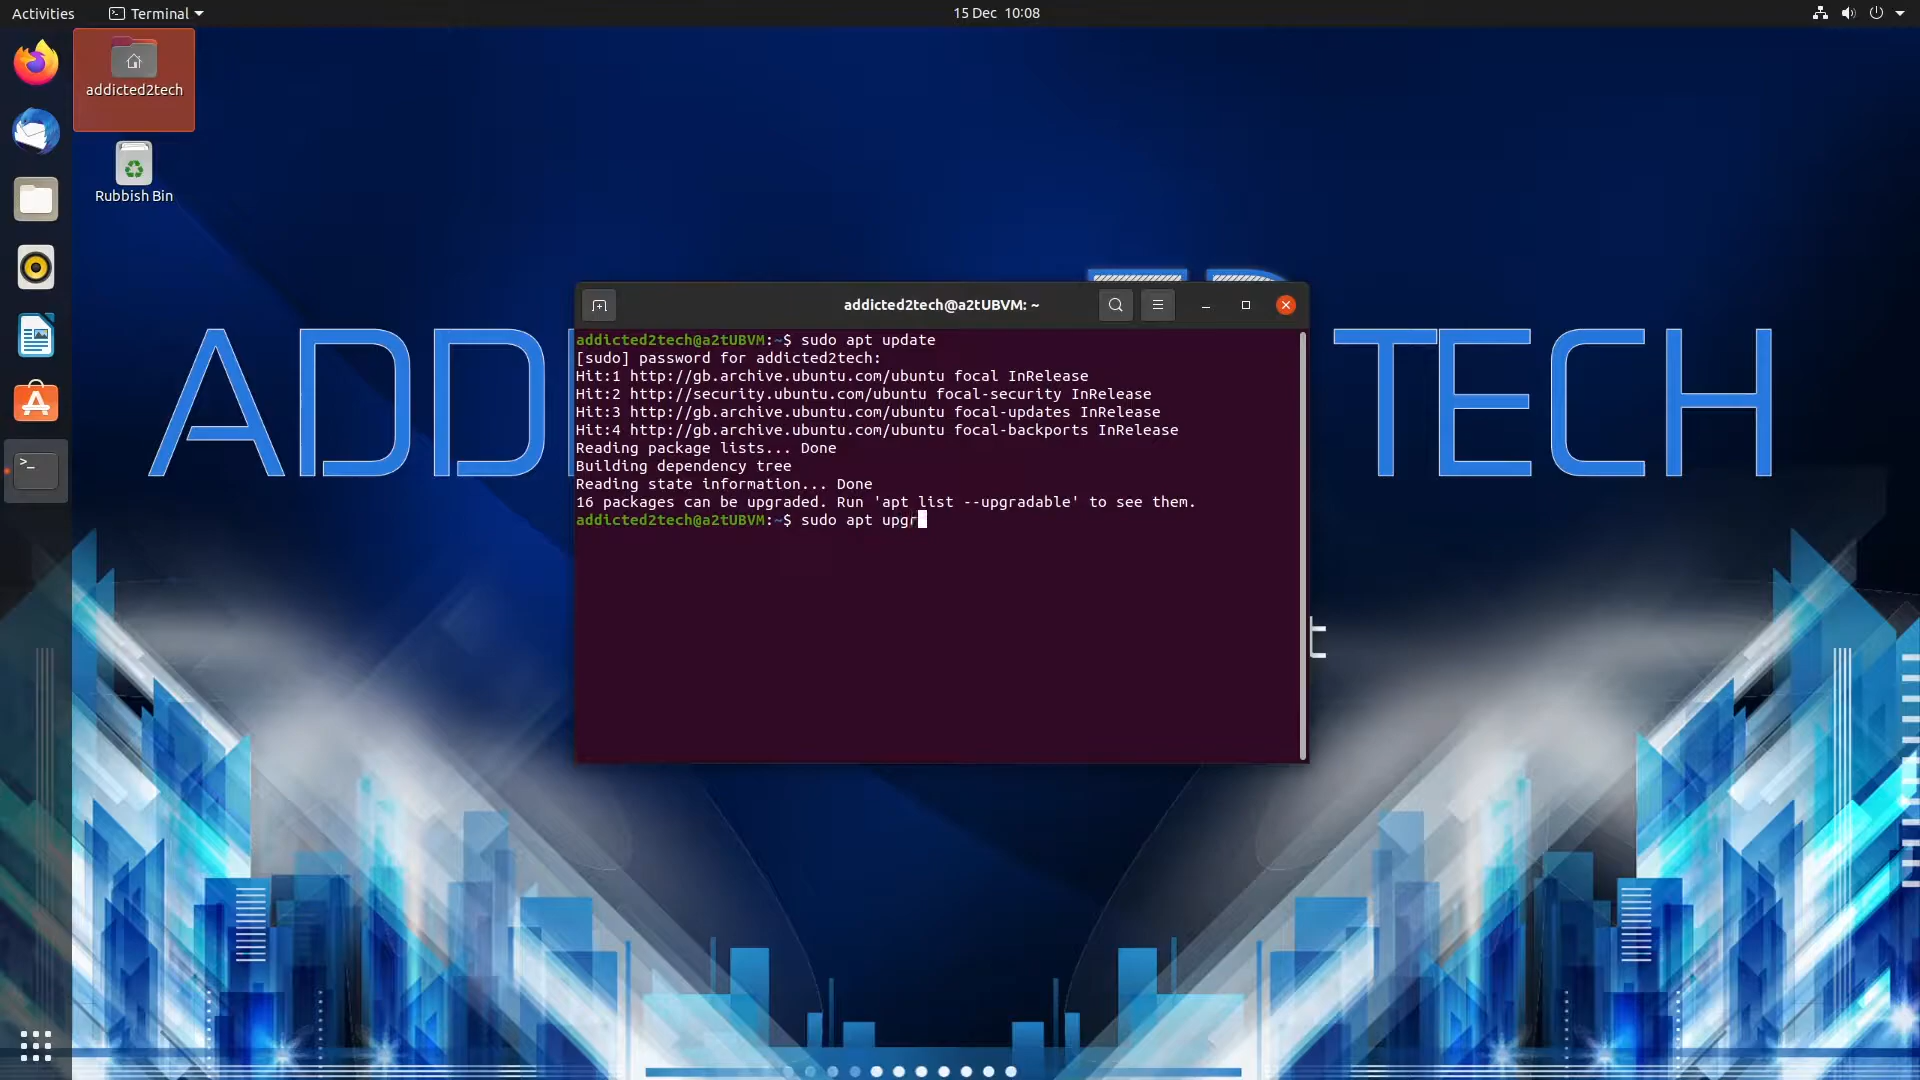 Activities
Terminal
15 Dec 10:08
addicted2tech
Rubbish Bin
ADD
TECH
addicted2tech@a2tUBVM: ~
addicted2tech@a2tUBVM:~$ sudo apt update
[sudo] password for addicted2tech:
Hit:1 http://gb.archive.ubuntu.com/ubuntu focal InRelease
Hit:2 http://security.ubuntu.com/ubuntu focal-security InRelease
Hit:3 http://gb.archive.ubuntu.com/ubuntu focal-updates InRelease
Hit:4 http://gb.archive.ubuntu.com/ubuntu focal-backports InRelease
Reading package lists... Done
Building dependency tree
Reading state information... Done
16 packages can be upgraded. Run 'apt list --upgradable' to see them.
addicted2tech@a2tUBVM:~$ sudo apt upgr